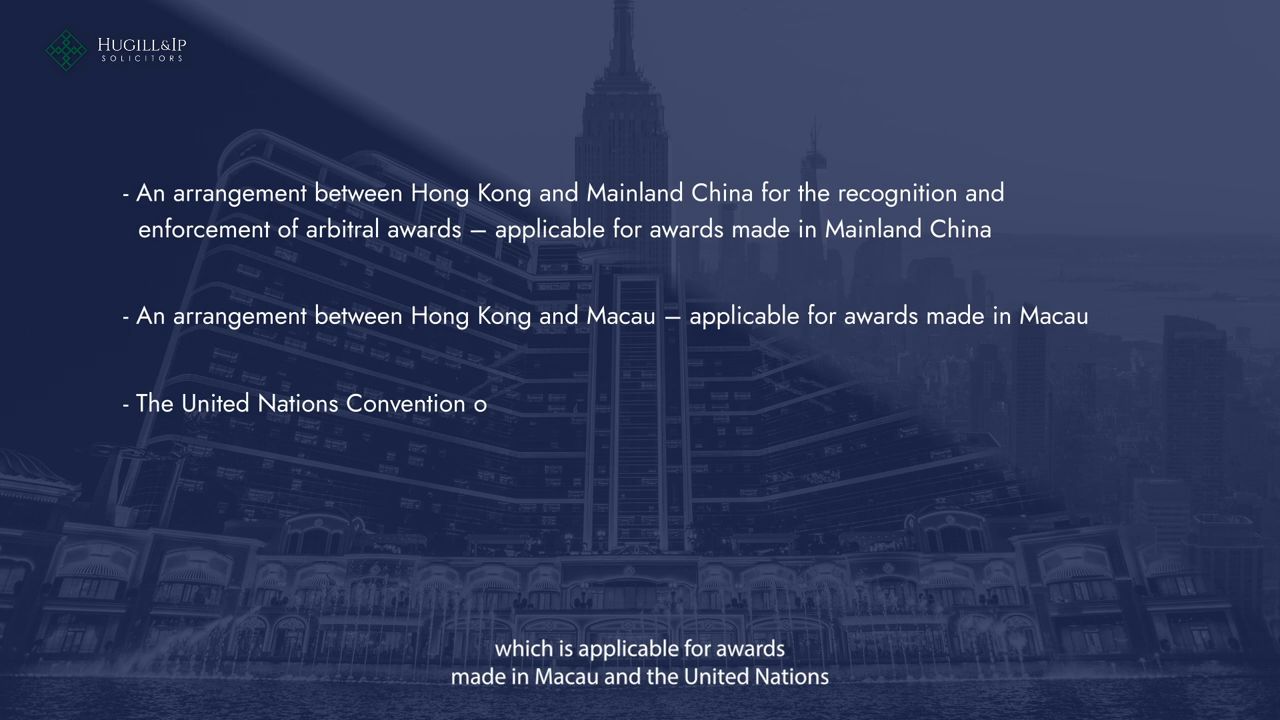 HUGILL&IP
SOLICITORS
- An arrangement between Hong Kong and Mainland China for the recognition and
enforcement of arbitral awards – applicable for awards made in Mainland China
- An arrangement between Hong Kong and Macau – applicable for awards made in Macau
- The United Nations Convention o
which is applicable for awards
made in Macau and the United Nations